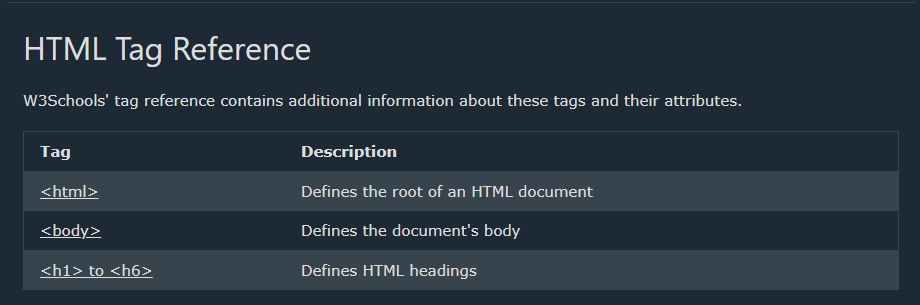 HTML Tag Reference
W3Schools' tag reference contains additional information about these tags and their attributes.
Tag Description
<html> Defines the root of an HTML document
<body> Defines the document's body
<h1> to <h6> Defines HTML headings